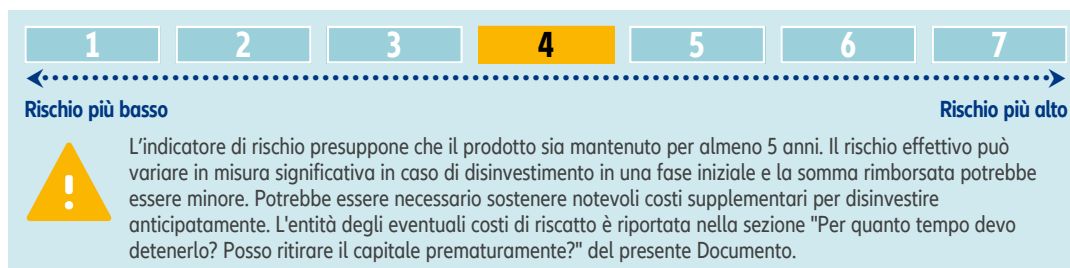 1 2 3 4 5 6 7
Rischio più basso Rischio più alto
L’indicatore di rischio presuppone che il prodotto sia mantenuto per almeno 5 anni. Il rischio effettivo può
variare in misura significativa in caso di disinvestimento in una fase iniziale e la somma rimborsata potrebbe
essere minore. Potrebbe essere necessario sostenere notevoli costi supplementari per disinvestire
anticipatamente. L'entità degli eventuali costi di riscatto è riportata nella sezione "Per quanto tempo devo
detenerlo? Posso ritirare il capitale prematuramente?" del presente Documento.